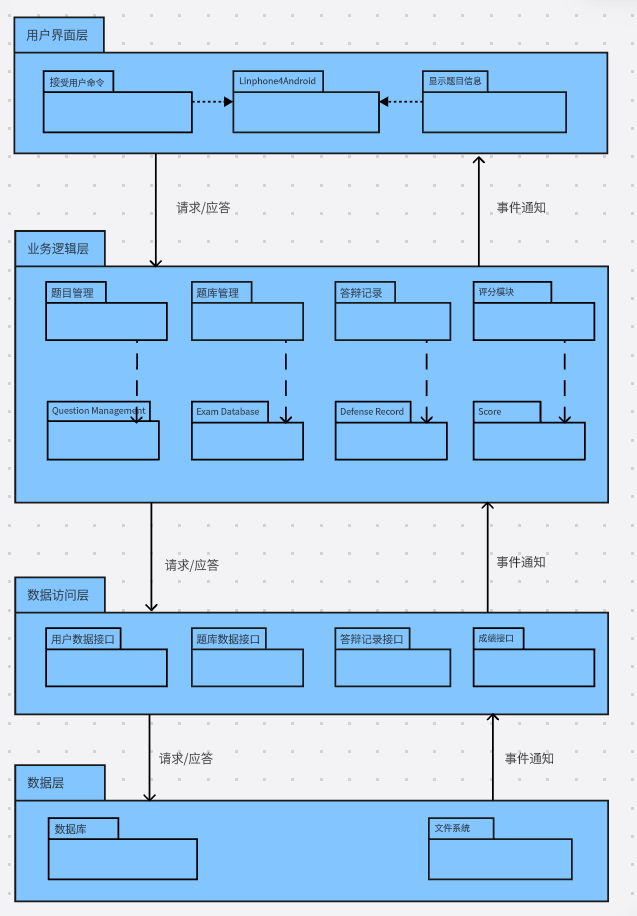 用户界面层
接受用户命令
Linphone4Android
显示题目信息
请求/应答
事件通知
业务逻辑层
题目管理
题库管理
答辩记录
评分模块
Question Management
Exam Database
Defense Record
Score
请求/应答
事件通知
数据访问层
用户数据接口
题库数据接口
答辩记录接口
成绩接口
请求/应答
事件通知
数据层
数据库
文件系统